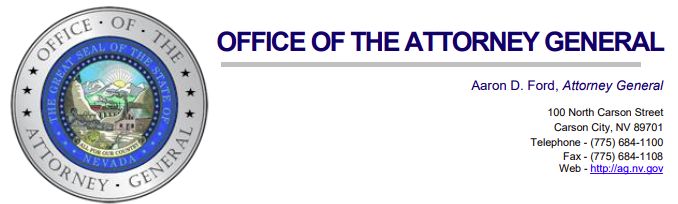 OFFICE · OF · THE
ATTORNEY · GENERAL
THE GREAT SEAL OF THE STATE OF
NEVADA
ALL FOR OUR COUNTRY
OFFICE OF THE ATTORNEY GENERAL
Aaron D. Ford, Attorney General
100 North Carson Street
Carson City, NV 89701
Telephone - (775) 684-1100
Fax - (775) 684-1108
Web - http://ag.nv.gov